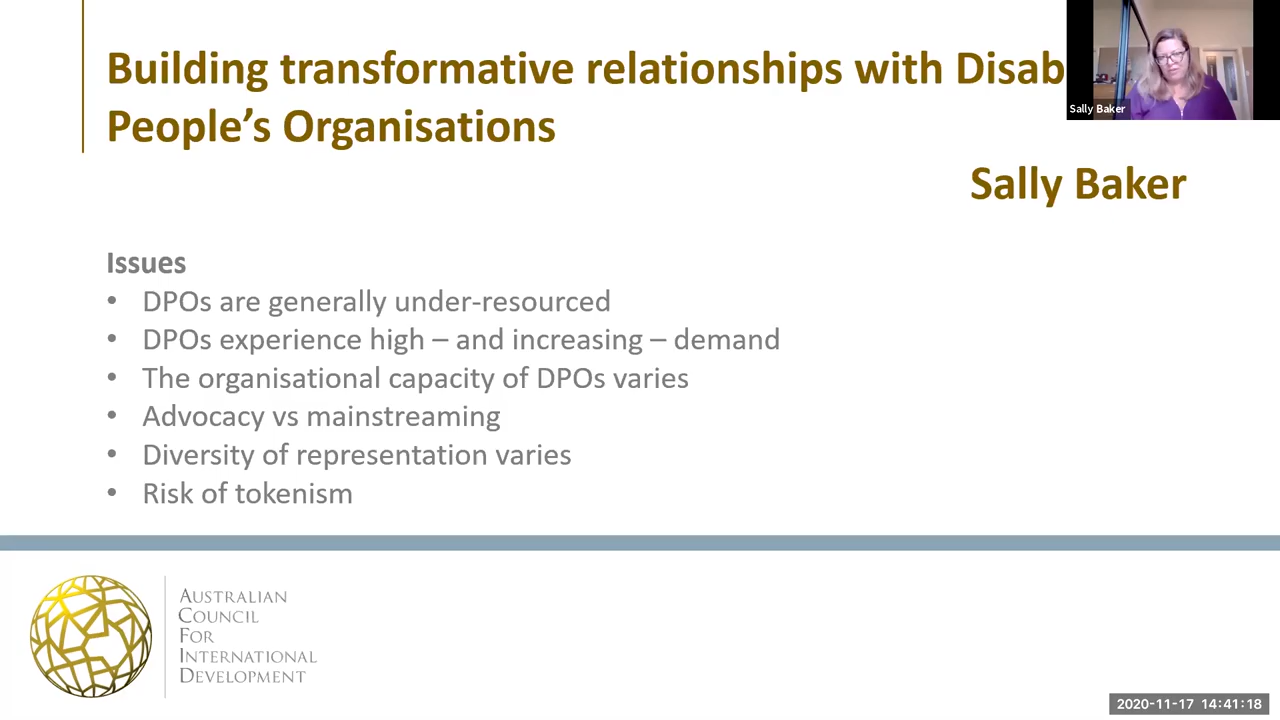 Building transformative relationships with Disab
People's Organisations
Sally Baker
Sally Baker
Issues
• DPOs are generally under-resourced
• DPOs experience high – and increasing – demand
• The organisational capacity of DPOs varies
• Advocacy vs mainstreaming
• Diversity of representation varies
• Risk of tokenism
AUSTRALIAN
COUNCIL
FOR
INTERNATIONAL
DEVELOPMENT
2020-11-17 14:41:18